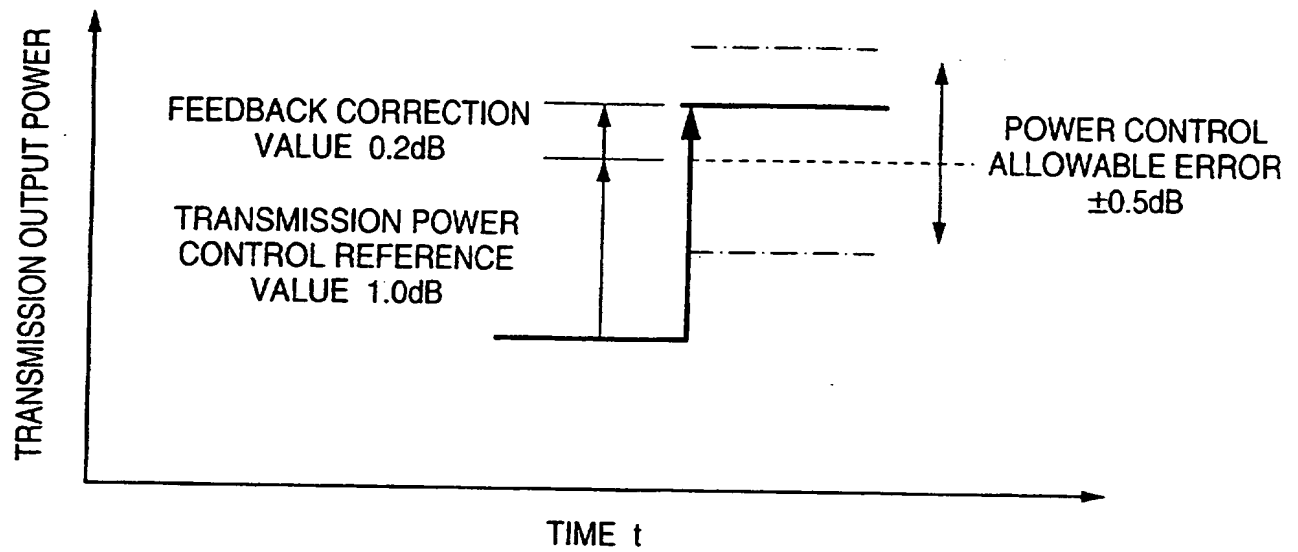 TRANSMISSION OUTPUT POWER
FEEDBACK CORRECTION
VALUE 0.2dB
TRANSMISSION POWER
CONTROL REFERENCE
VALUE 1.0dB
POWER CONTROL
ALLOWABLE ERROR
±0.5dB
TIME t